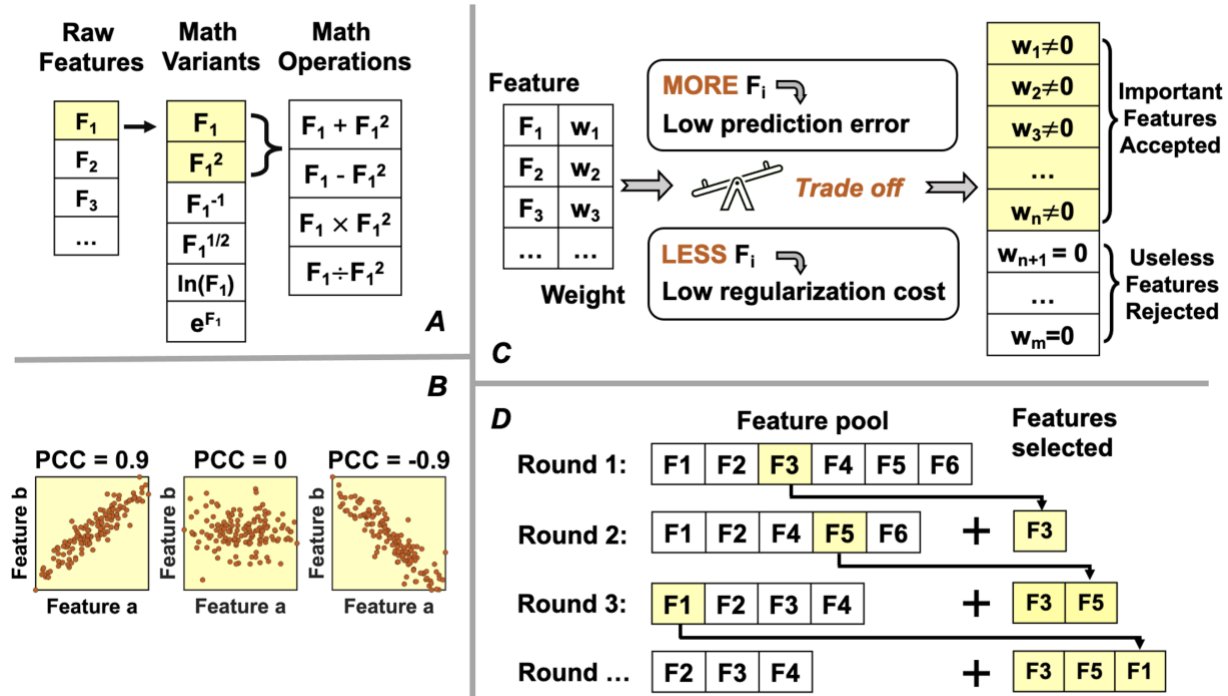 Raw Features
Math Variants
Math Operations
F₁
F₂
F₃
...
F₁
F₁²
F₁⁻¹
F₁¹ᐟ²
ln(F₁)
e^F₁
F₁ + F₁²
F₁ - F₁²
F₁ × F₁²
F₁÷F₁²
A
B
PCC = 0.9
Feature b
Feature a
PCC = 0
Feature b
Feature a
PCC = -0.9
Feature b
Feature a
C
Feature
F₁ w₁
F₂ w₂
F₃ w₃
... ...
Weight
MORE Fᵢ
Low prediction error
Trade off
LESS Fᵢ
Low regularization cost
w₁≠0
w₂≠0
w₃≠0
...
wₙ≠0
wₙ₊₁ = 0
...
wₘ=0
Important
Features
Accepted
Useless
Features
Rejected
D
Feature pool
Features
selected
Round 1: F1 F2 F3 F4 F5 F6
Round 2: F1 F2 F4 F5 F6 + F3
Round 3: F1 F2 F3 F4 + F3 F5
Round ... F2 F3 F4 + F3 F5 F1